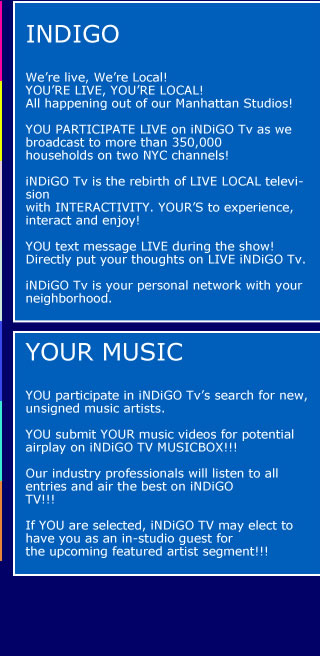 INDIGO
We're live, We're Local!
YOU'RE LIVE, YOU'RE LOCAL!
All happening out of our Manhattan Studios!
YOU PARTICIPATE LIVE on iNDiGO Tv as we
broadcast to more than 350,000
households on two NYC channels!
iNDiGO Tv is the rebirth of LIVE LOCAL televi-
sion
with INTERACTIVITY. YOUR'S to experience,
interact and enjoy!
YOU text message LIVE during the show!
Directly put your thoughts on LIVE iNDiGO Tv.
iNDiGO Tv is your personal network with your
neighborhood.
YOUR MUSIC
YOU participate in iNDiGO Tv's search for new,
unsigned music artists.
YOU submit YOUR music videos for potential
airplay on iNDiGO TV MUSICBOX!!!
Our industry professionals will listen to all
entries and air the best on iNDiGO
TV!!!
If YOU are selected, iNDiGO TV may elect to
have you as an in-studio guest for
the upcoming featured artist segment!!!